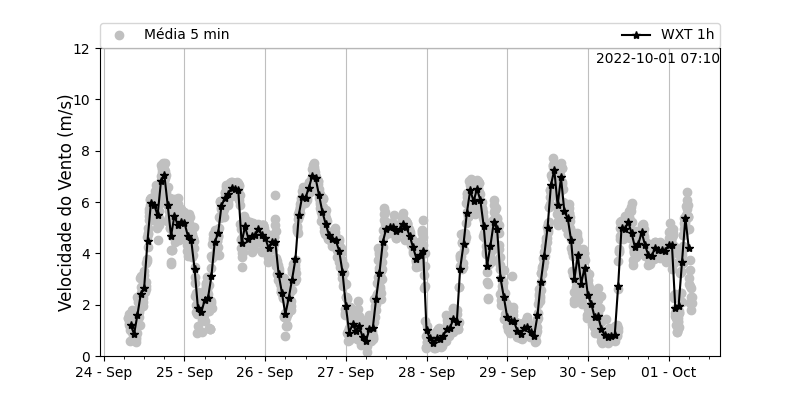 Média 5 min
WXT 1h
2022-10-01 07:10
Velocidade do Vento (m/s)
12
10
8
6
4
2
0
24 - Sep
25 - Sep
26 - Sep
27 - Sep
28 - Sep
29 - Sep
30 - Sep
01 - Oct